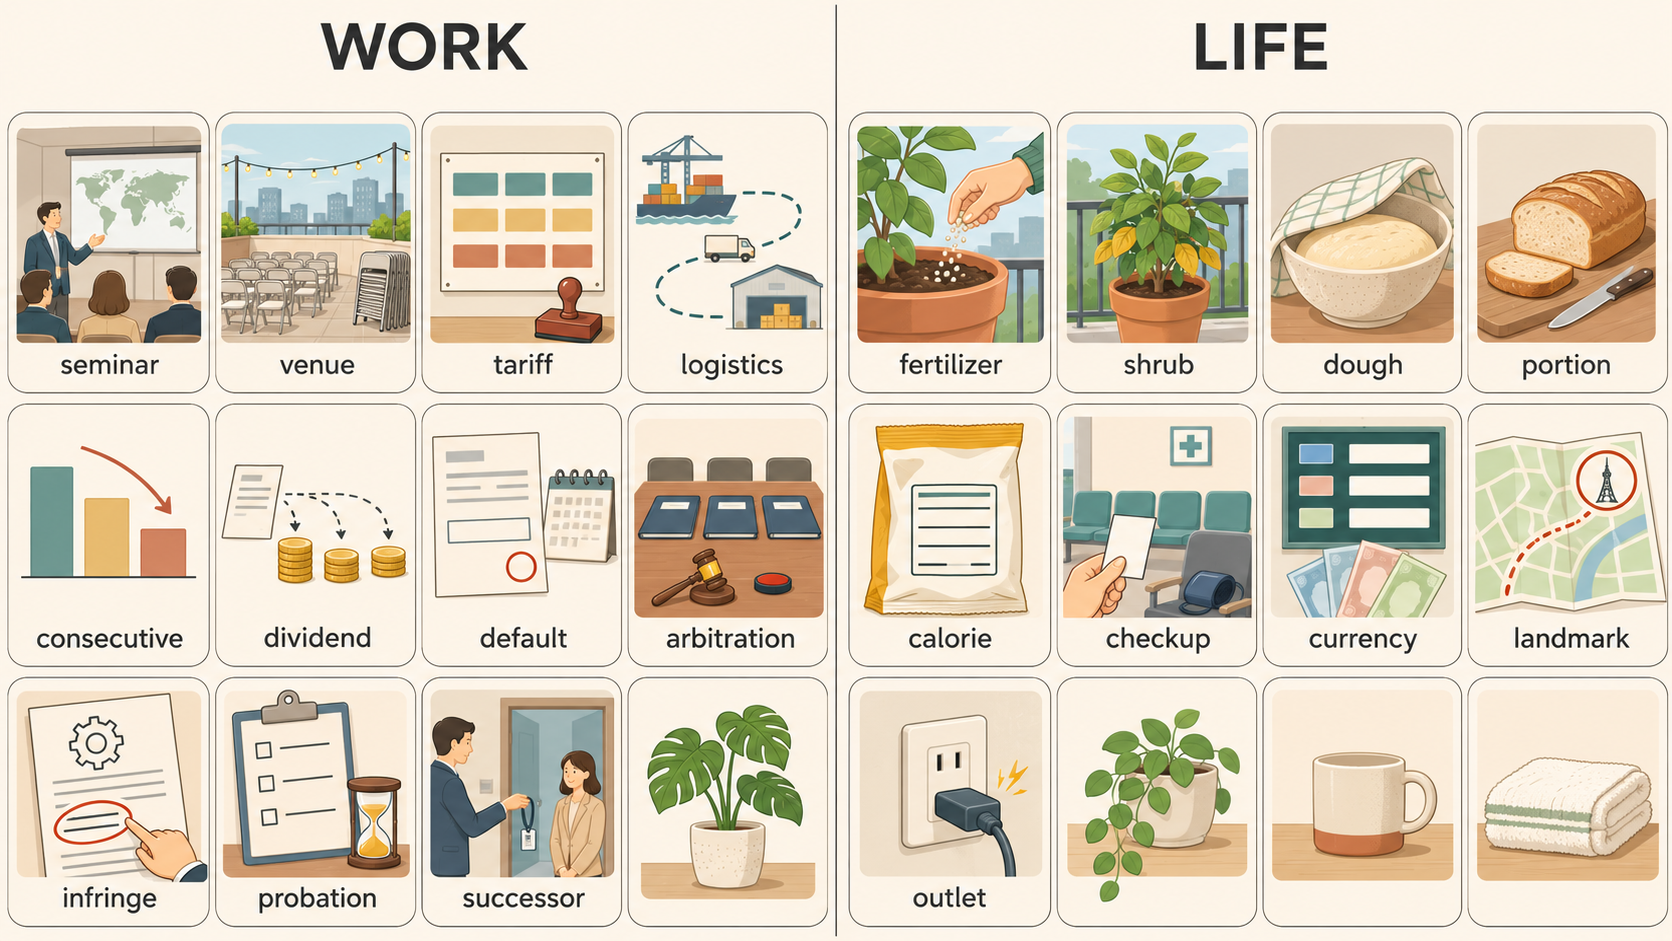 WORK
seminar
venue
tariff
logistics
consecutive
dividend
default
arbitration
infringe
probation
successor
LIFE
fertilizer
shrub
dough
portion
calorie
checkup
currency
landmark
outlet